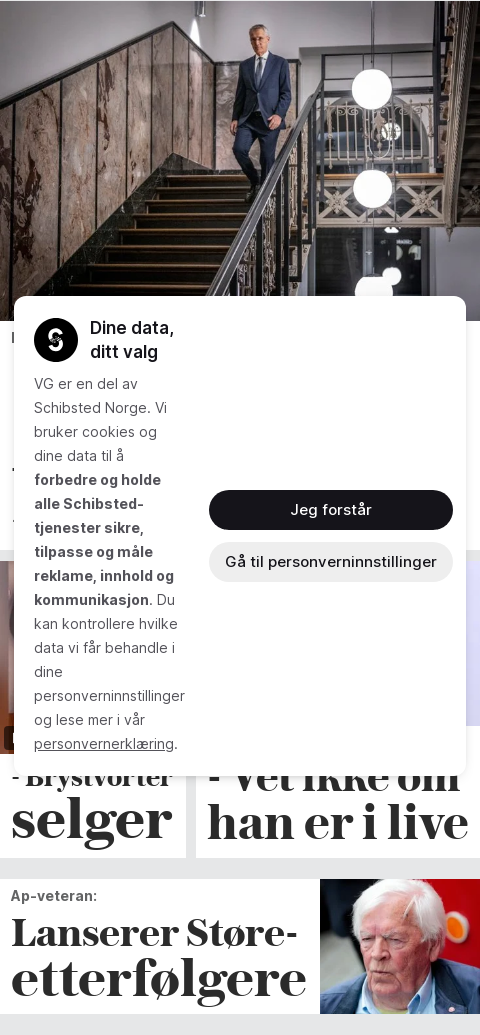 Dine data,
ditt valg
VG er en del av
Schibsted Norge. Vi
bruker cookies og
dine data til å
forbedre og holde
alle Schibsted-
tjenester sikre,
tilpasse og måle
reklame, innhold og
kommunikasjon. Du
kan kontrollere hvilke
data vi får behandle i
dine
personverninnstillinger
og lese mer i vår
personvernerklæring.
Jeg forstår
Gå til personverninnstillinger
- Brystvorter
selger
- Vet ikke om
han er i live
Ap-veteran:
Lanserer Støre-
etterfølgere